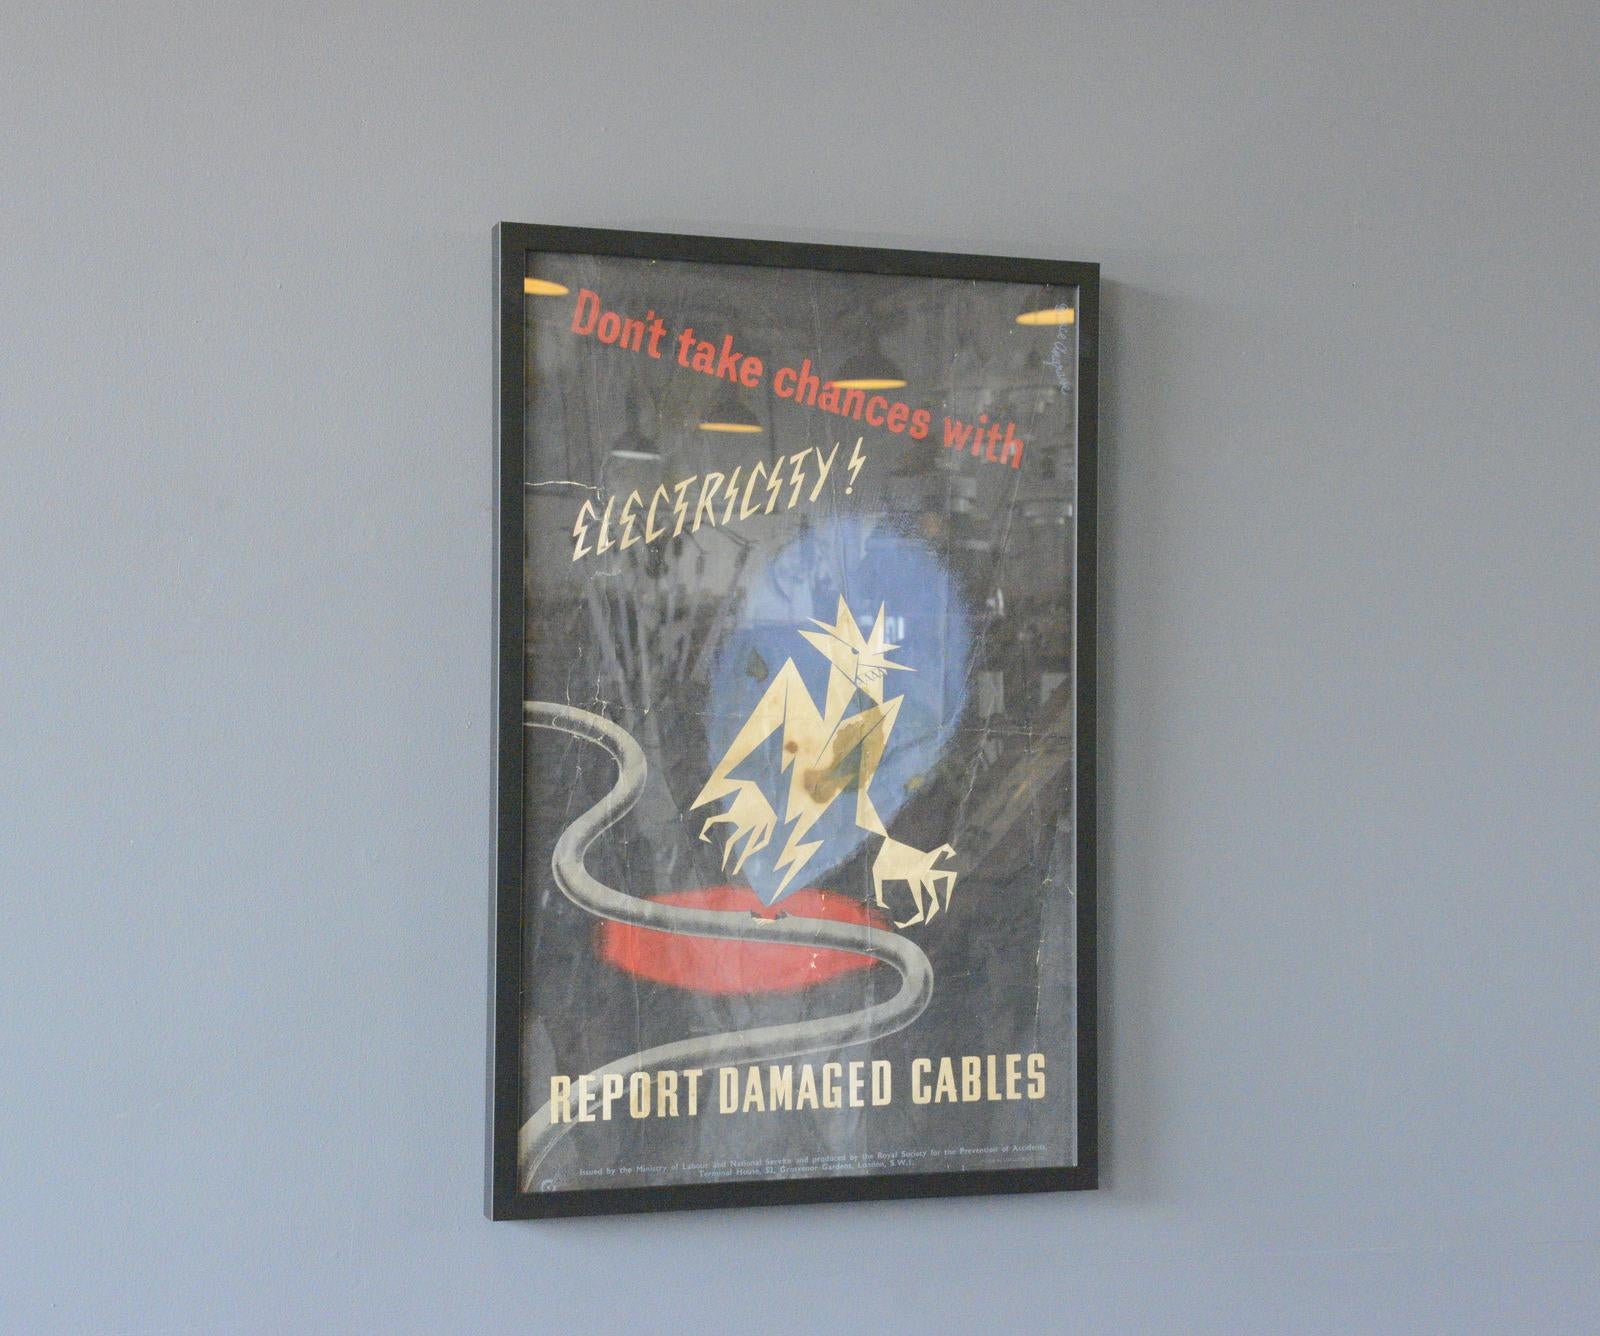 Don't take chances with
ELECTRICITY!
REPORT DAMAGED CABLES
Issued by the Ministry of Labour and National Service and produced by the Royal Society for the Prevention of Accidents,
Terminal House, 52, Grosvenor Gardens, London, S.W.1.